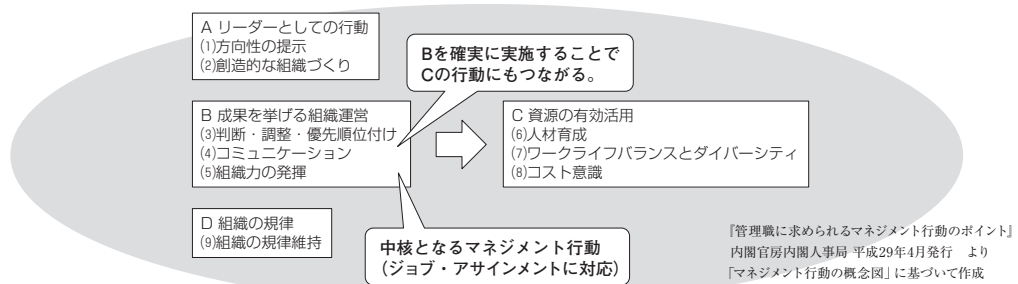 A リーダーとしての行動
(1)方向性の提示
(2)創造的な組織づくり
Bを確実に実施することで
Cの行動にもつながる。
B 成果を挙げる組織運営
(3)判断・調整・優先順位付け
(4)コミュニケーション
(5)組織力の発揮
C 資源の有効活用
(6)人材育成
(7)ワークライフバランスとダイバーシティ
(8)コスト意識
D 組織の規律
(9)組織の規律維持
中核となるマネジメント行動
(ジョブ・アサインメントに対応)
『管理職に求められるマネジメント行動のポイント』
内閣官房内閣人事局 平成29年4月発行 より
「マネジメント行動の概念図」に基づいて作成